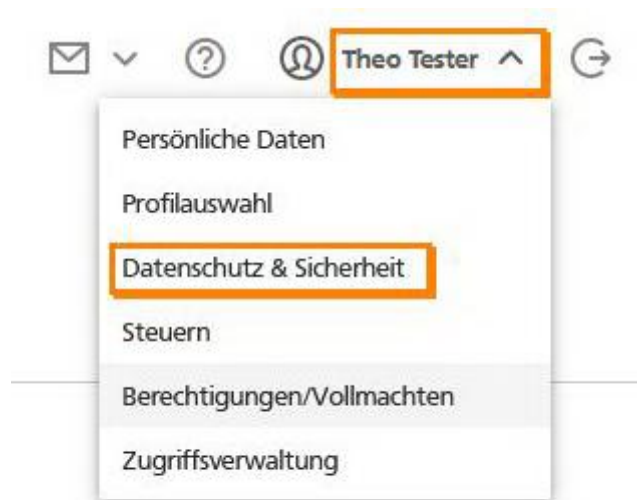 Theo Tester
Persönliche Daten
Profilauswahl
Datenschutz & Sicherheit
Steuern
Berechtigungen/Vollmachten
Zugriffsverwaltung